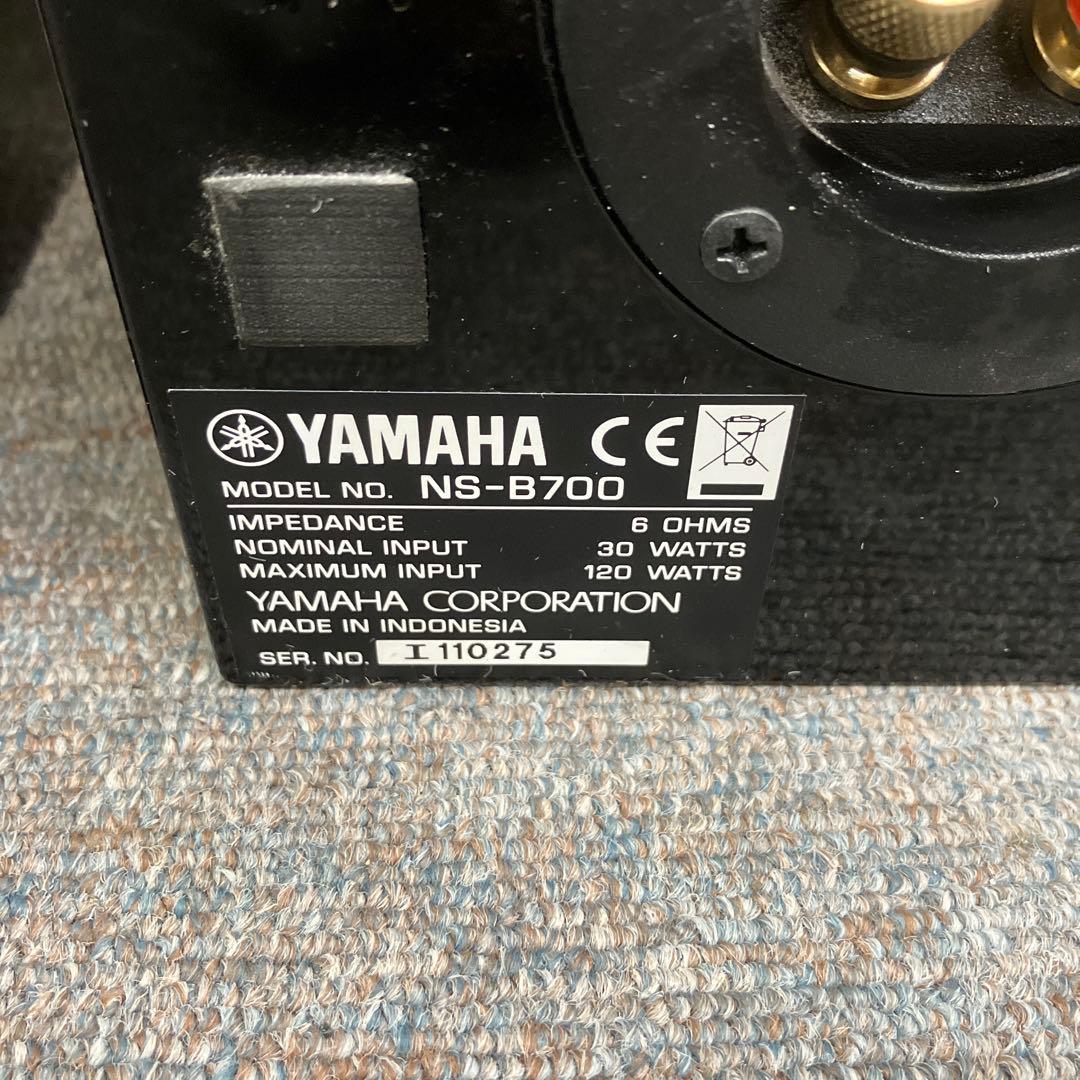 YAMAHA CE
MODEL NO. NS-B700
IMPEDANCE 6 OHMS
NOMINAL INPUT 30 WATTS
MAXIMUM INPUT 120 WATTS
YAMAHA CORPORATION
MADE IN INDONESIA
SER. NO. I110275